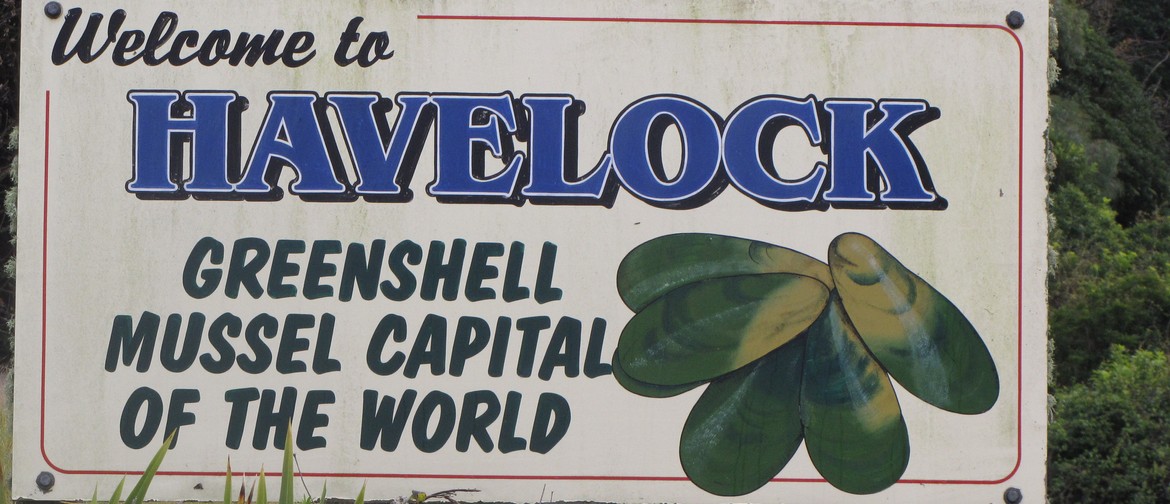 Welcome to
HAVELOCK
GREENSHELL
MUSSEL CAPITAL
OF THE WORLD